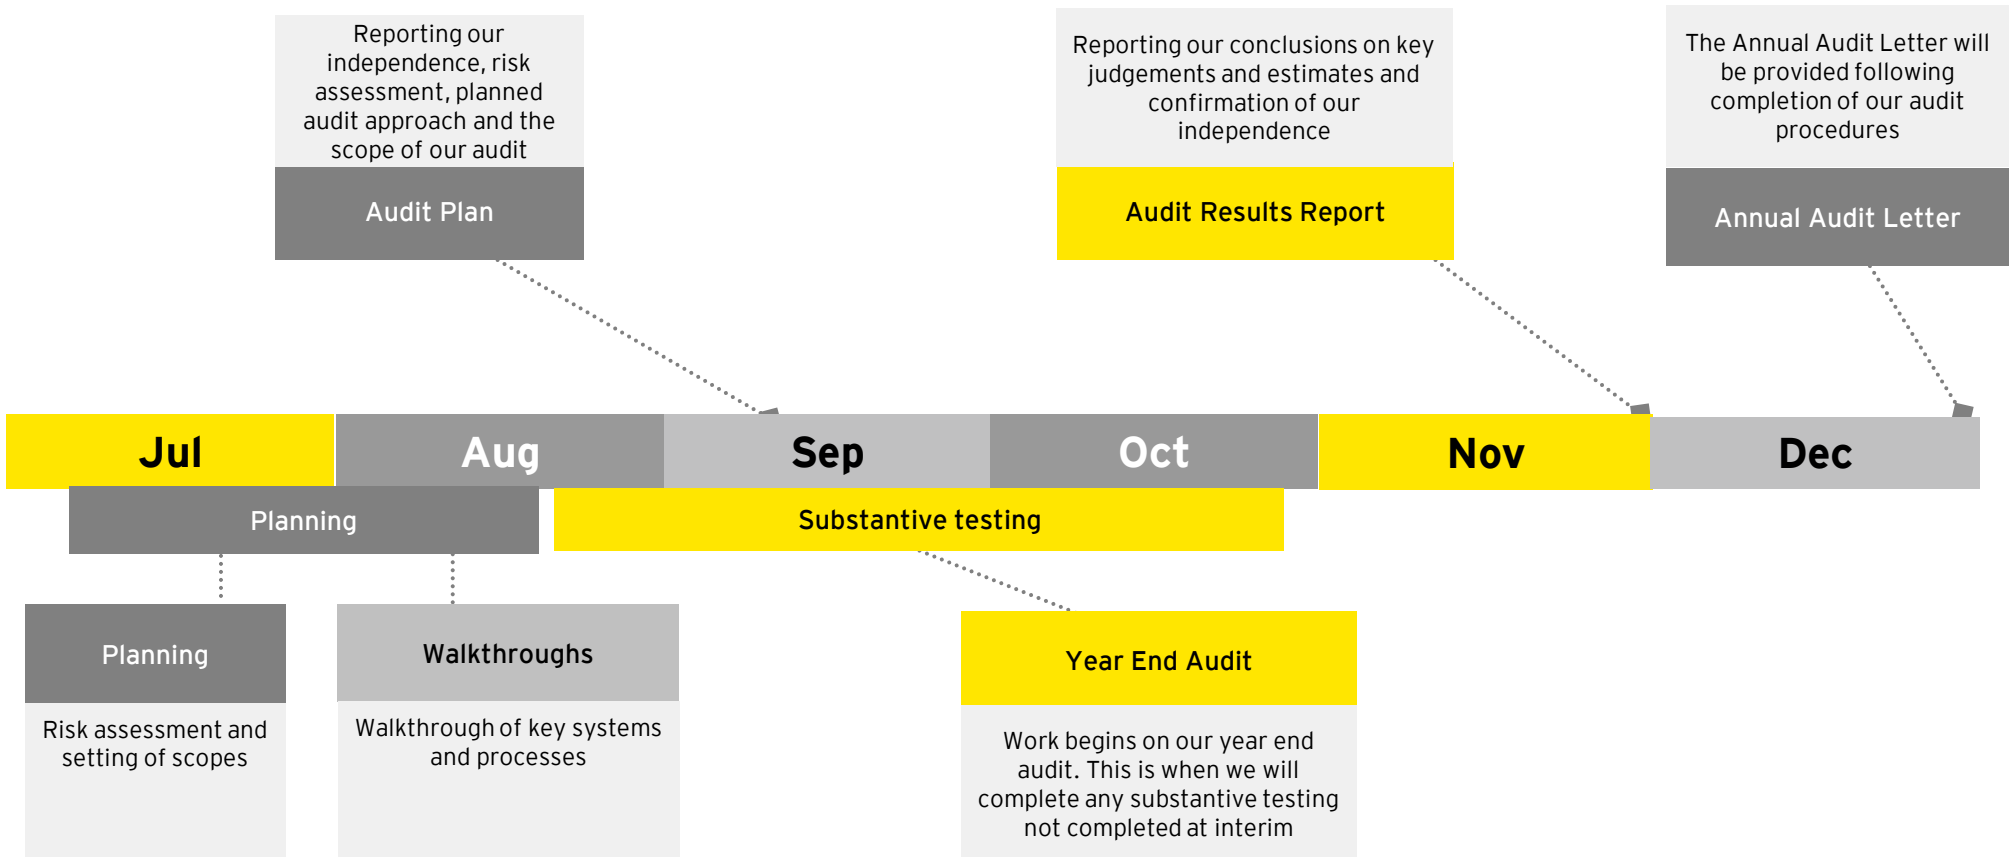 Reporting our
independence, risk
assessment, planned
audit approach and the
scope of our audit
Audit Plan
Reporting our conclusions on key
judgements and estimates and
confirmation of our
independence
Audit Results Report
The Annual Audit Letter will
be provided following
completion of our audit
procedures
Annual Audit Letter
Jul
Aug
Sep
Oct
Nov
Dec
Planning
Substantive testing
Planning
Risk assessment and
setting of scopes
Walkthroughs
Walkthrough of key systems
and processes
Year End Audit
Work begins on our year end
audit. This is when we will
complete any substantive testing
not completed at interim